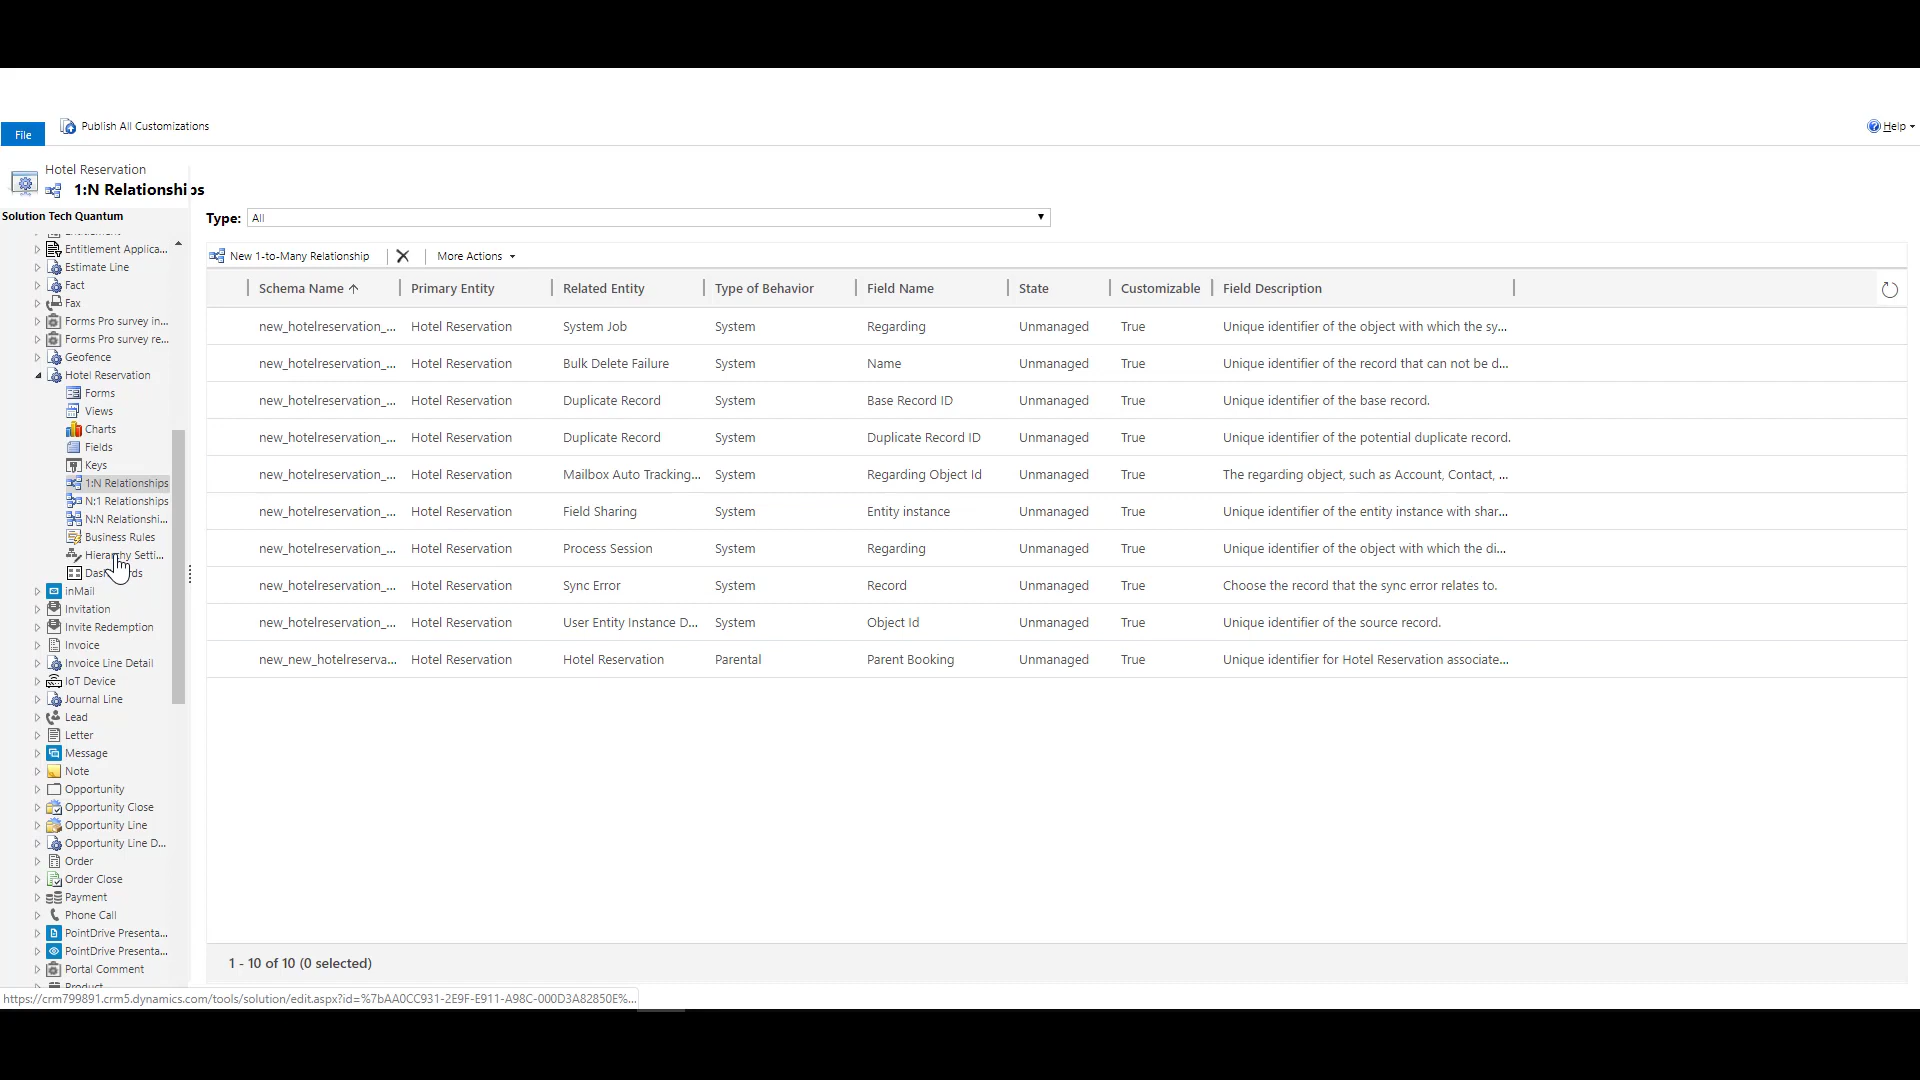 File
Publish All Customizations
Help
Hotel Reservation
1:N Relationships
Solution Tech Quantum
Type: All
New 1-to-Many Relationship
More Actions
Entitlement Applica...
Estimate Line
Fact
Fax
Forms Pro survey in...
Forms Pro survey re...
Geofence
Hotel Reservation
Forms
Views
Charts
Fields
Keys
1:N Relationships
N:1 Relationships
N:N Relationshi...
Business Rules
Hierarchy Setti...
inMail
Invitation
Invite Redemption
Invoice
Invoice Line Detail
IoT Device
Journal Line
Lead
Letter
Message
Note
Opportunity
Opportunity Close
Opportunity Line
Opportunity Line D...
Order
Order Close
Payment
Phone Call
PointDrive Presenta...
PointDrive Presenta...
Portal Comment
Schema Name Primary Entity Related Entity Type of Behavior Field Name State Customizable Field Description
new_hotelreservation_... Hotel Reservation System Job System Regarding Unmanaged True Unique identifier of the object with which the sy...
new_hotelreservation_... Hotel Reservation Bulk Delete Failure System Name Unmanaged True Unique identifier of the record that can not be d...
new_hotelreservation_... Hotel Reservation Duplicate Record System Base Record ID Unmanaged True Unique identifier of the base record.
new_hotelreservation_... Hotel Reservation Duplicate Record System Duplicate Record ID Unmanaged True Unique identifier of the potential duplicate record.
new_hotelreservation_... Hotel Reservation Mailbox Auto Tracking... System Regarding Object Id Unmanaged True The regarding object, such as Account, Contact, ...
new_hotelreservation_... Hotel Reservation Field Sharing System Entity instance Unmanaged True Unique identifier of the entity instance with shar...
new_hotelreservation_... Hotel Reservation Process Session System Regarding Unmanaged True Unique identifier of the object with which the di...
new_hotelreservation_... Hotel Reservation Sync Error System Record Unmanaged True Choose the record that the sync error relates to.
new_hotelreservation_... Hotel Reservation User Entity Instance D... System Object Id Unmanaged True Unique identifier of the source record.
new_new_hotelreserva... Hotel Reservation Hotel Reservation Parental Parent Booking Unmanaged True Unique identifier for Hotel Reservation associate...
1 - 10 of 10 (0 selected)
https://crm799891.crm5.dynamics.com/tools/solution/edit.aspx?id=%7bAA0CC931-2E9F-E911-A98C-000D3A82850E%...